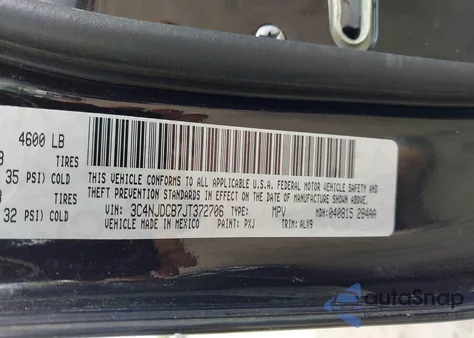 4600 LB
B TIRES
35 PSI) COLD
B TIRES
32 PSI) COLD
THIS VEHICLE CONFORMS TO ALL APPLICABLE U.S.A. FEDERAL MOTOR VEHICLE SAFETY AND
THEFT PREVENTION STANDARDS IN EFFECT ON THE DATE OF MANUFACTURE SHOWN ABOVE.
VIN: 3C4NJDCB7JT372706 TYPE: MPV MDH: 040815 284AA
VEHICLE MADE IN MEXICO PAINT: PXJ TRIM: ALX9
autoSnap